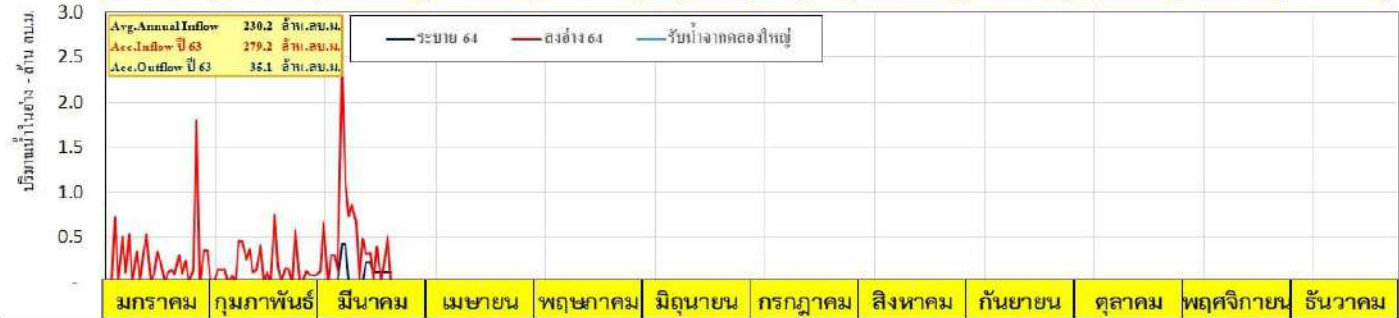 3.0
2.5
2.0
1.5
1.0
0.5
-
ปริมาณน้ำในอ่าง - ล้าน ลบ.ม.
Avg.Annual Inflow 230.2 ล้าน.ลบ.ม.
Acc.Inflow ปี 63 279.2 ล้าน.ลบ.ม.
Acc.Outflow ปี 63 35.1 ล้าน.ลบ.ม.
ระบาย 64 ลงอ่าง 64 รับน้ำจากคลองใหญ่
มกราคม กุมภาพันธ์ มีนาคม เมษายน พฤษภาคม มิถุนายน กรกฎาคม สิงหาคม กันยายน ตุลาคม พฤศจิกายน ธันวาคม